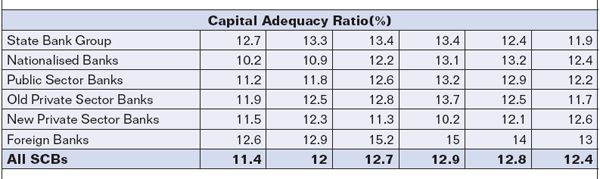 Capital Adequacy Ratio(%)
State Bank Group 12.7 13.3 13.4 13.4 12.4 11.9
Nationalised Banks 10.2 10.9 12.2 13.1 13.2 12.4
Public Sector Banks 11.2 11.8 12.6 13.2 12.9 12.2
Old Private Sector Banks 11.9 12.5 12.8 13.7 12.5 11.7
New Private Sector Banks 11.5 12.3 11.3 10.2 12.1 12.6
Foreign Banks 12.6 12.9 15.2 15 14 13
All SCBs 11.4 12 12.7 12.9 12.8 12.4